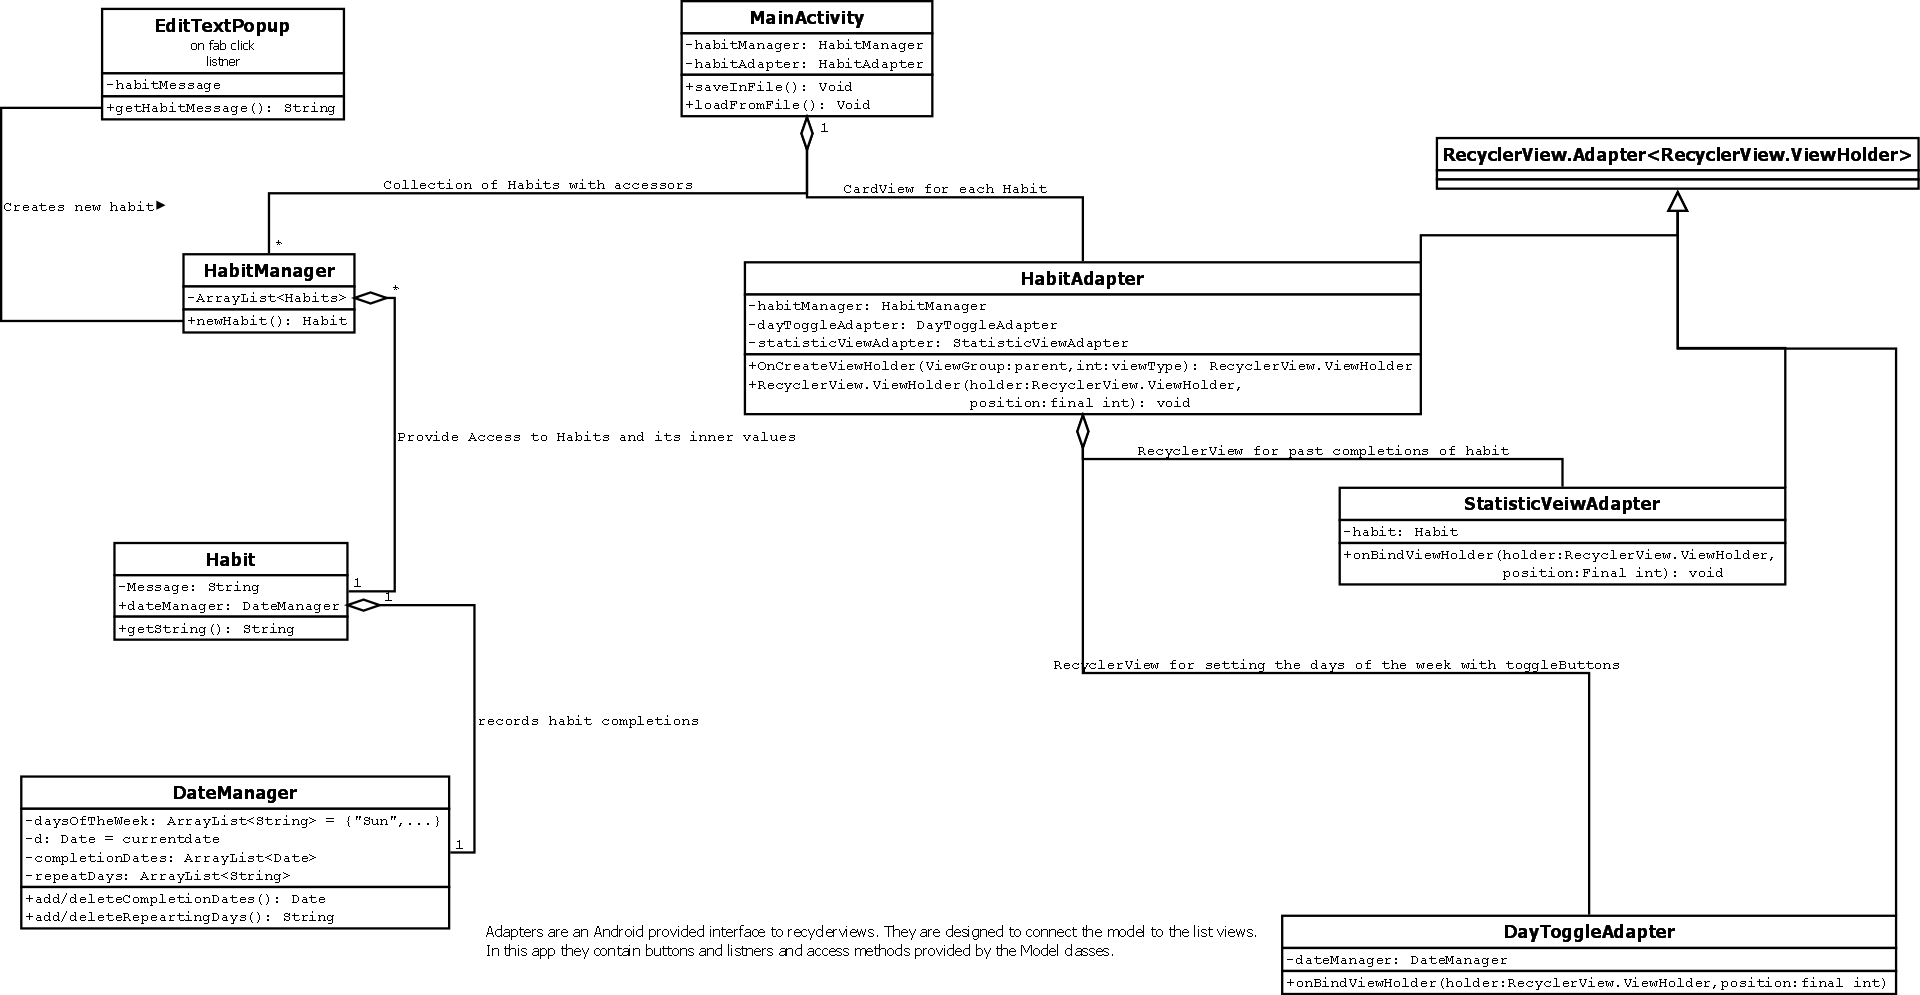 EditTextPopup
on fab click
listner
-habitMessage
+getHabitMessage(): String
MainActivity
-habitManager: HabitManager
-habitAdapter: HabitAdapter
+saveInFile(): Void
+loadFromFile(): Void
1
RecyclerView.Adapter<RecyclerView.ViewHolder>
Collection of Habits with accessors
CardView for each Habit
Creates new habit
*
HabitManager
-ArrayList<Habits>
+newHabit(): Habit
*
HabitAdapter
-habitManager: HabitManager
-dayToggleAdapter: DayToggleAdapter
-statisticViewAdapter: StatisticViewAdapter
+OnCreateViewHolder(ViewGroup:parent,int:viewType): RecyclerView.ViewHolder
+RecyclerView.ViewHolder(holder:RecyclerView.ViewHolder,
position:final int): void
Provide Access to Habits and its inner values
RecyclerView for past completions of habit
StatisticVeiwAdapter
-habit: Habit
+onBindViewHolder(holder:RecyclerView.ViewHolder,
position:Final int): void
Habit
-Message: String
+dateManager: DateManager
+getString(): String
1
1
RecyclerView for setting the days of the week with toggleButtons
records habit completions
DateManager
-daysOfTheWeek: ArrayList<String> = {"Sun",...}
-d: Date = currentdate
-completionDates: ArrayList<Date>
-repeatDays: ArrayList<String>
+add/deleteCompletionDates(): Date
+add/deleteRepeartingDays(): String
1
Adapters are an Android provided interface to recyderviews. They are designed to connect the model to the list views.
In this app they contain buttons and listners and access methods provided by the Model classes.
DayToggleAdapter
-dateManager: DateManager
+onBindViewHolder(holder:RecyclerView.ViewHolder,position:final int)